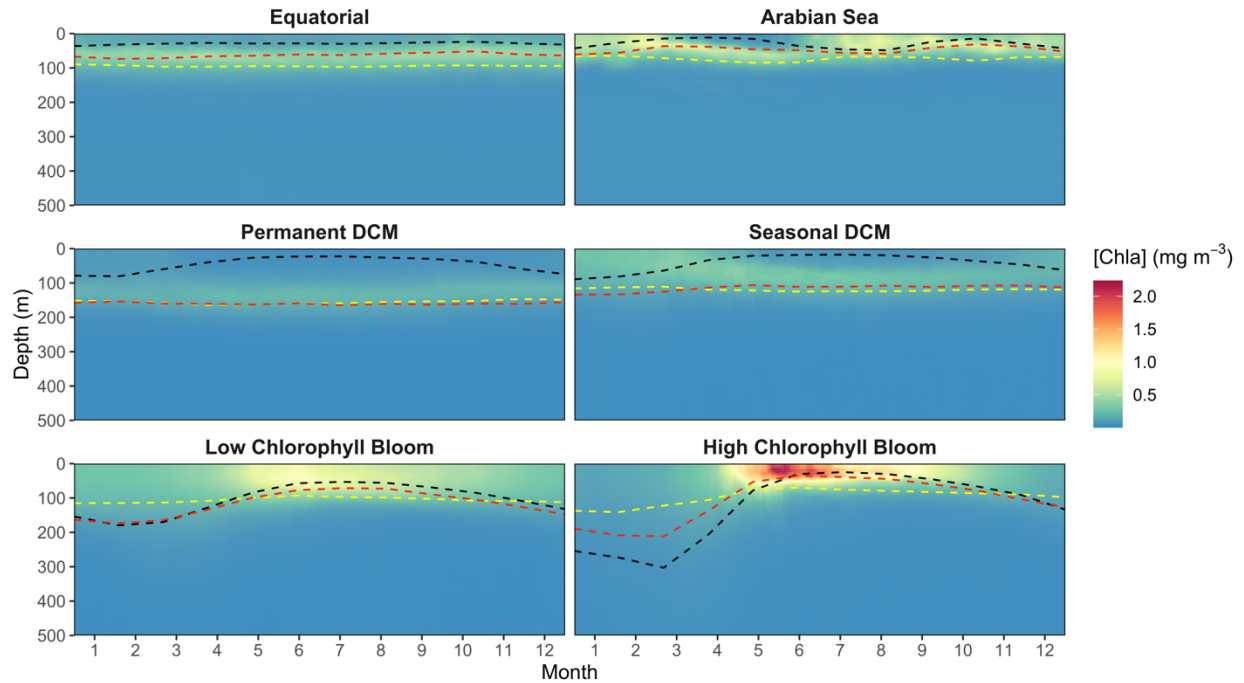 Equatorial
Arabian Sea
0
100
200
300
400
500
Permanent DCM
Seasonal DCM
0
100
200
300
400
500
Depth (m)
[Chla] (mg m⁻³)
2.0
1.5
1.0
0.5
Low Chlorophyll Bloom
High Chlorophyll Bloom
0
100
200
300
400
500
1 2 3 4 5 6 7 8 9 10 11 12
1 2 3 4 5 6 7 8 9 10 11 12
Month